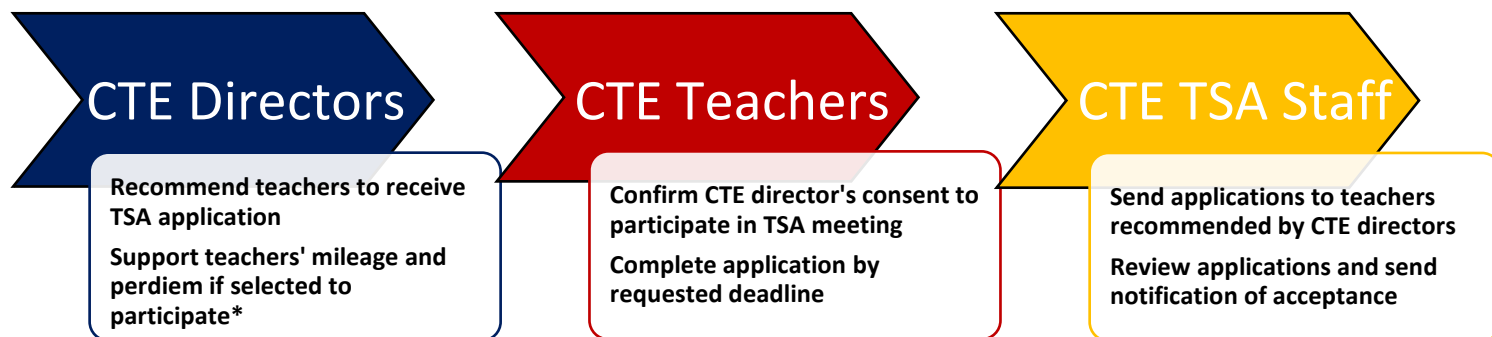 CTE Directors
Recommend teachers to receive
TSA application
Support teachers' mileage and
perdiem if selected to
participate*
CTE Teachers
Confirm CTE director's consent to
participate in TSA meeting
Complete application by
requested deadline
CTE TSA Staff
Send applications to teachers
recommended by CTE directors
Review applications and send
notification of acceptance